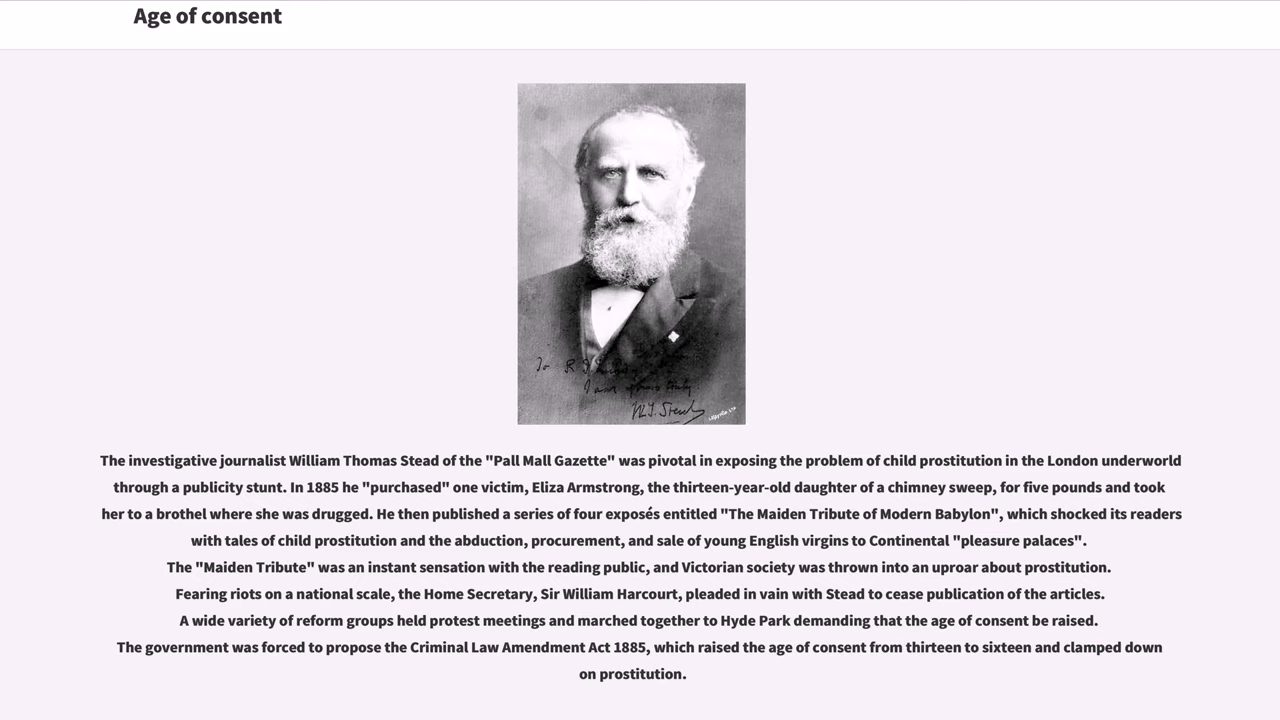 Age of consent
To
I am yours truly
W.T. Stead
The investigative journalist William Thomas Stead of the "Pall Mall Gazette" was pivotal in exposing the problem of child prostitution in the London underworld
through a publicity stunt. In 1885 he "purchased" one victim, Eliza Armstrong, the thirteen-year-old daughter of a chimney sweep, for five pounds and took
her to a brothel where she was drugged. He then published a series of four exposés entitled "The Maiden Tribute of Modern Babylon", which shocked its readers
with tales of child prostitution and the abduction, procurement, and sale of young English virgins to Continental "pleasure palaces".
The "Maiden Tribute" was an instant sensation with the reading public, and Victorian society was thrown into an uproar about prostitution.
Fearing riots on a national scale, the Home Secretary, Sir William Harcourt, pleaded in vain with Stead to cease publication of the articles.
A wide variety of reform groups held protest meetings and marched together to Hyde Park demanding that the age of consent be raised.
The government was forced to propose the Criminal Law Amendment Act 1885, which raised the age of consent from thirteen to sixteen and clamped down
on prostitution.